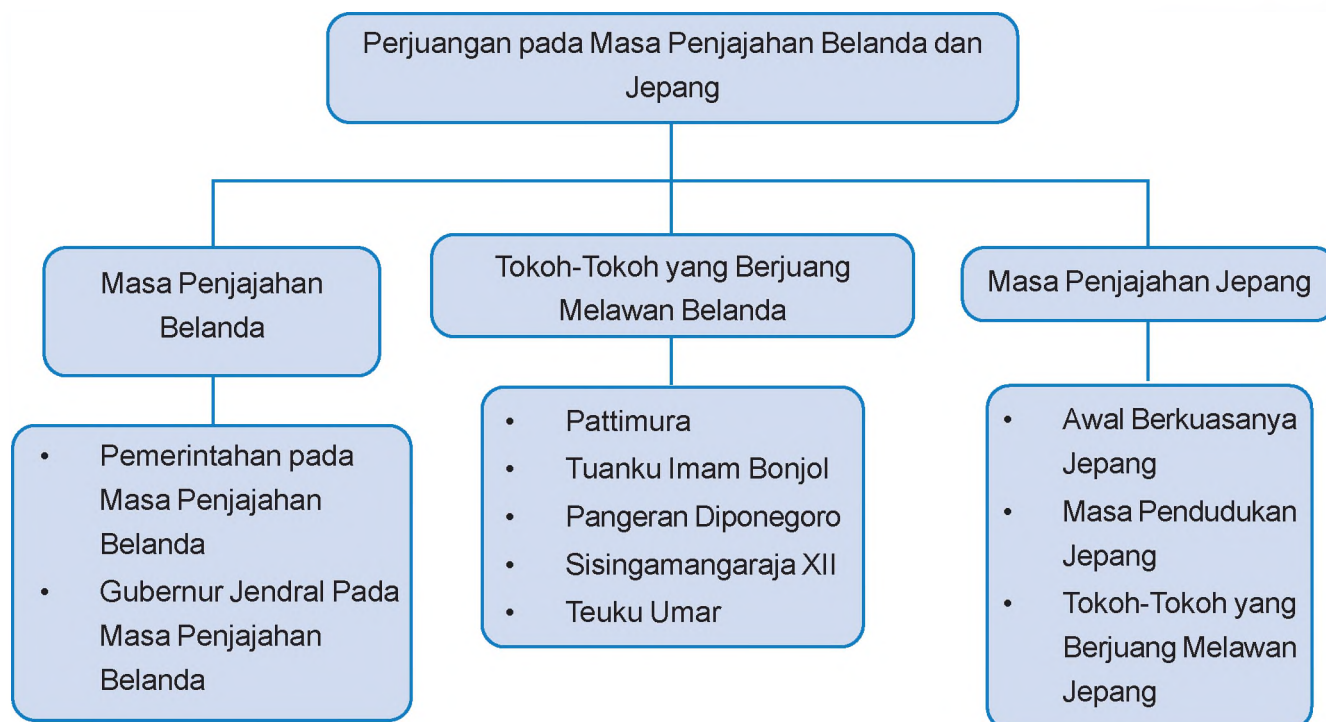 Perjuangan pada Masa Penjajahan Belanda dan
Jepang
Masa Penjajahan
Belanda
• Pemerintahan pada
Masa Penjajahan
Belanda
• Gubernur Jendral Pada
Masa Penjajahan
Belanda
Tokoh-Tokoh yang Berjuang
Melawan Belanda
• Pattimura
• Tuanku Imam Bonjol
• Pangeran Diponegoro
• Sisingamangaraja XII
• Teuku Umar
Masa Penjajahan Jepang
• Awal Berkuasanya
Jepang
• Masa Pendudukan
Jepang
• Tokoh-Tokoh yang
Berjuang Melawan
Jepang